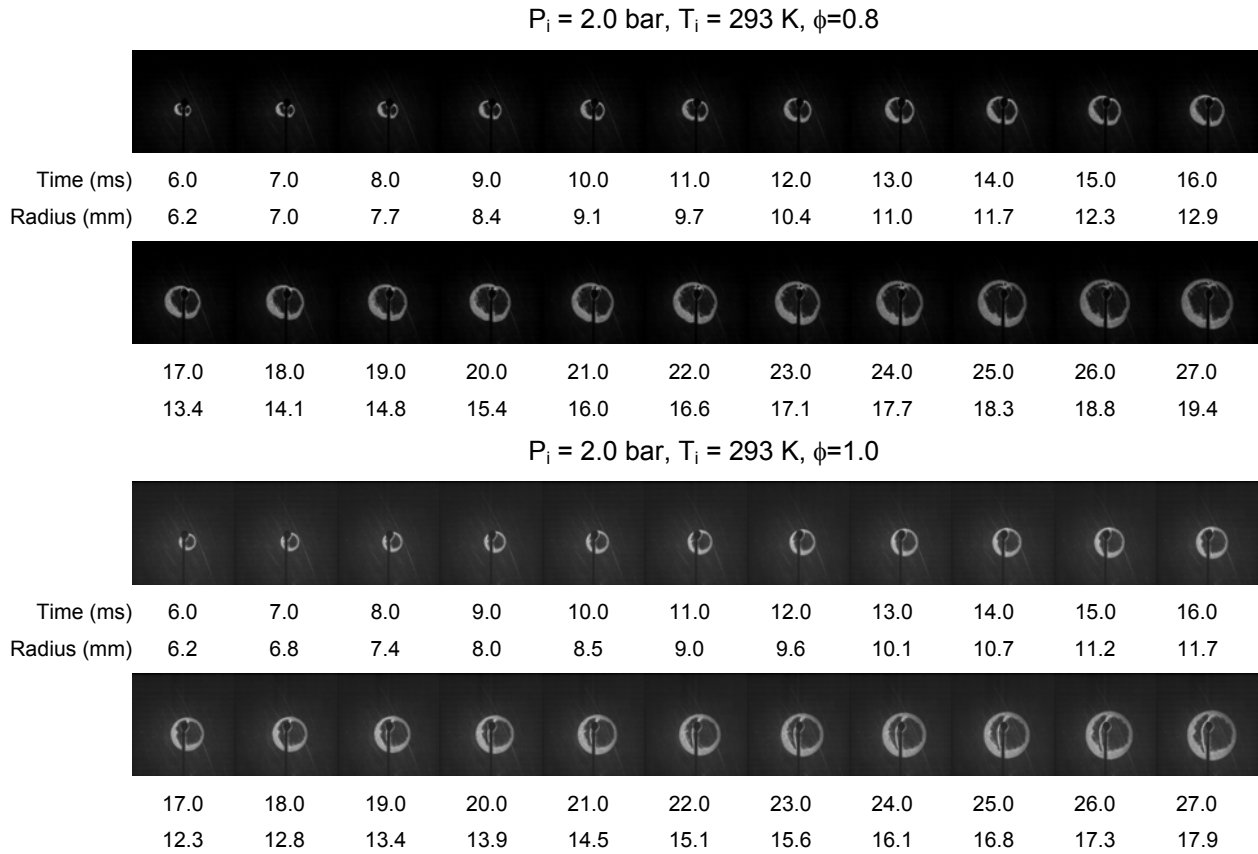 Pᵢ = 2.0 bar, Tᵢ = 293 K, ϕ=0.8
Time (ms) 6.0 7.0 8.0 9.0 10.0 11.0 12.0 13.0 14.0 15.0 16.0
Radius (mm) 6.2 7.0 7.7 8.4 9.1 9.7 10.4 11.0 11.7 12.3 12.9
17.0 18.0 19.0 20.0 21.0 22.0 23.0 24.0 25.0 26.0 27.0
13.4 14.1 14.8 15.4 16.0 16.6 17.1 17.7 18.3 18.8 19.4
Pᵢ = 2.0 bar, Tᵢ = 293 K, ϕ=1.0
Time (ms) 6.0 7.0 8.0 9.0 10.0 11.0 12.0 13.0 14.0 15.0 16.0
Radius (mm) 6.2 6.8 7.4 8.0 8.5 9.0 9.6 10.1 10.7 11.2 11.7
17.0 18.0 19.0 20.0 21.0 22.0 23.0 24.0 25.0 26.0 27.0
12.3 12.8 13.4 13.9 14.5 15.1 15.6 16.1 16.8 17.3 17.9